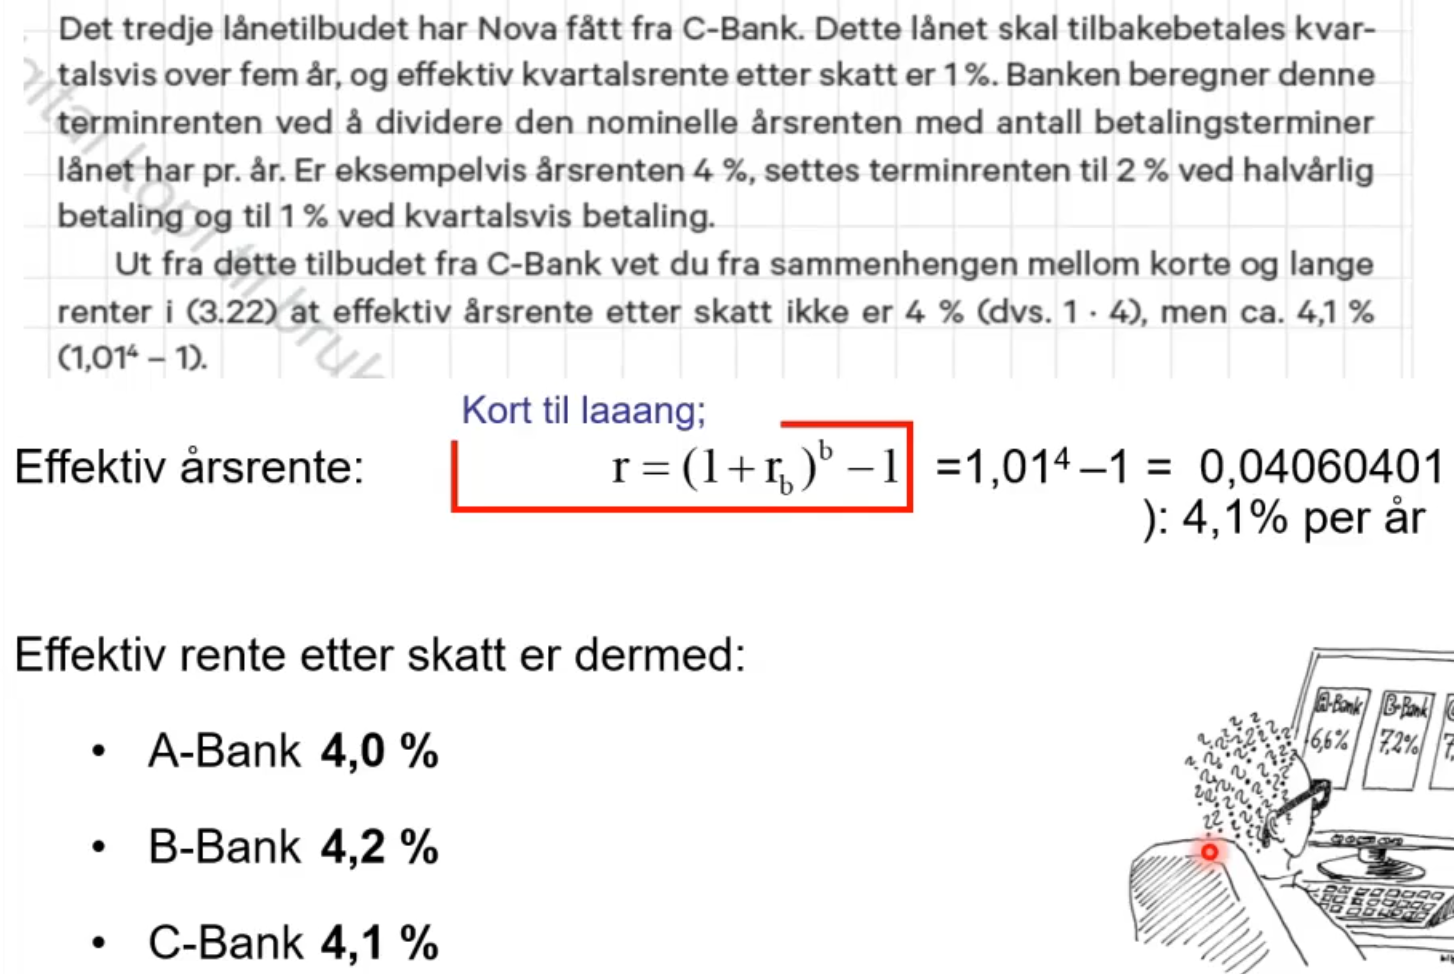 Det tredje lånetilbudet har Nova fått fra C-Bank. Dette lånet skal tilbakebetales kvar-
talsvis over fem år, og effektiv kvartalsrente etter skatt er 1 %. Banken beregner denne
terminrenten ved å dividere den nominelle årsrenten med antall betalingsterminer
lånet har pr. år. Er eksempelvis årsrenten 4 %, settes terminrenten til 2 % ved halvårlig
betaling og til 1 % ved kvartalsvis betaling.
Ut fra dette tilbudet fra C-Bank vet du fra sammenhengen mellom korte og lange
renter i (3.22) at effektiv årsrente etter skatt ikke er 4 % (dvs. 1 · 4), men ca. 4,1 %
(1,01⁴ – 1).
Kort til laaang;
Effektiv årsrente: r = (1 + r_b)^b − 1 =1,01⁴ –1 = 0,04060401
): 4,1% per år
Effektiv rente etter skatt er dermed:
• A-Bank 4,0 %
• B-Bank 4,2 %
• C-Bank 4,1 %
A-Bank B-Bank
6,6% 7,2%